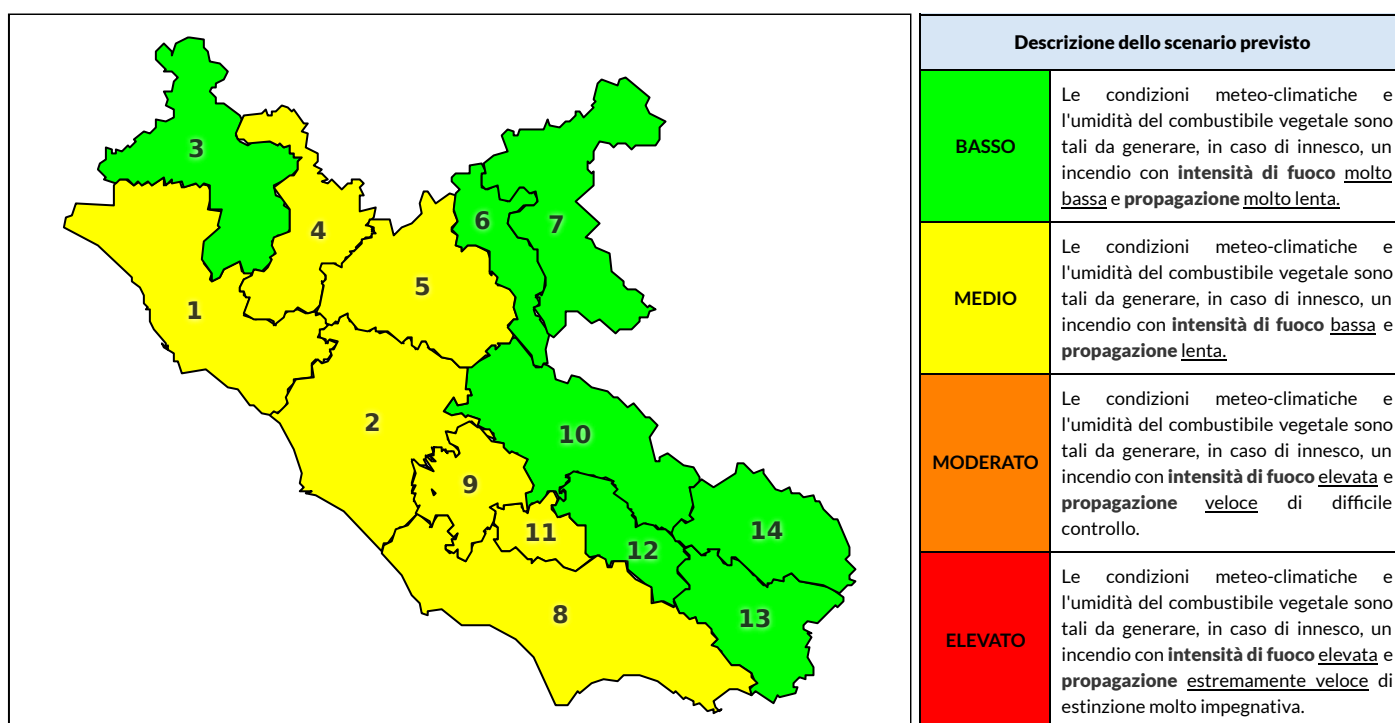 3
4
6
7
5
1
2
10
9
11
14
12
8
13
Descrizione dello scenario previsto
BASSO
Le condizioni meteo-climatiche e
l'umidità del combustibile vegetale sono
tali da generare, in caso di innesco, un
incendio con intensità di fuoco molto
bassa e propagazione molto lenta.
MEDIO
Le condizioni meteo-climatiche e
l'umidità del combustibile vegetale sono
tali da generare, in caso di innesco, un
incendio con intensità di fuoco bassa e
propagazione lenta.
MODERATO
Le condizioni meteo-climatiche e
l'umidità del combustibile vegetale sono
tali da generare, in caso di innesco, un
incendio con intensità di fuoco elevata e
propagazione veloce di difficile
controllo.
ELEVATO
Le condizioni meteo-climatiche e
l'umidità del combustibile vegetale sono
tali da generare, in caso di innesco, un
incendio con intensità di fuoco elevata e
propagazione estremamente veloce di
estinzione molto impegnativa.